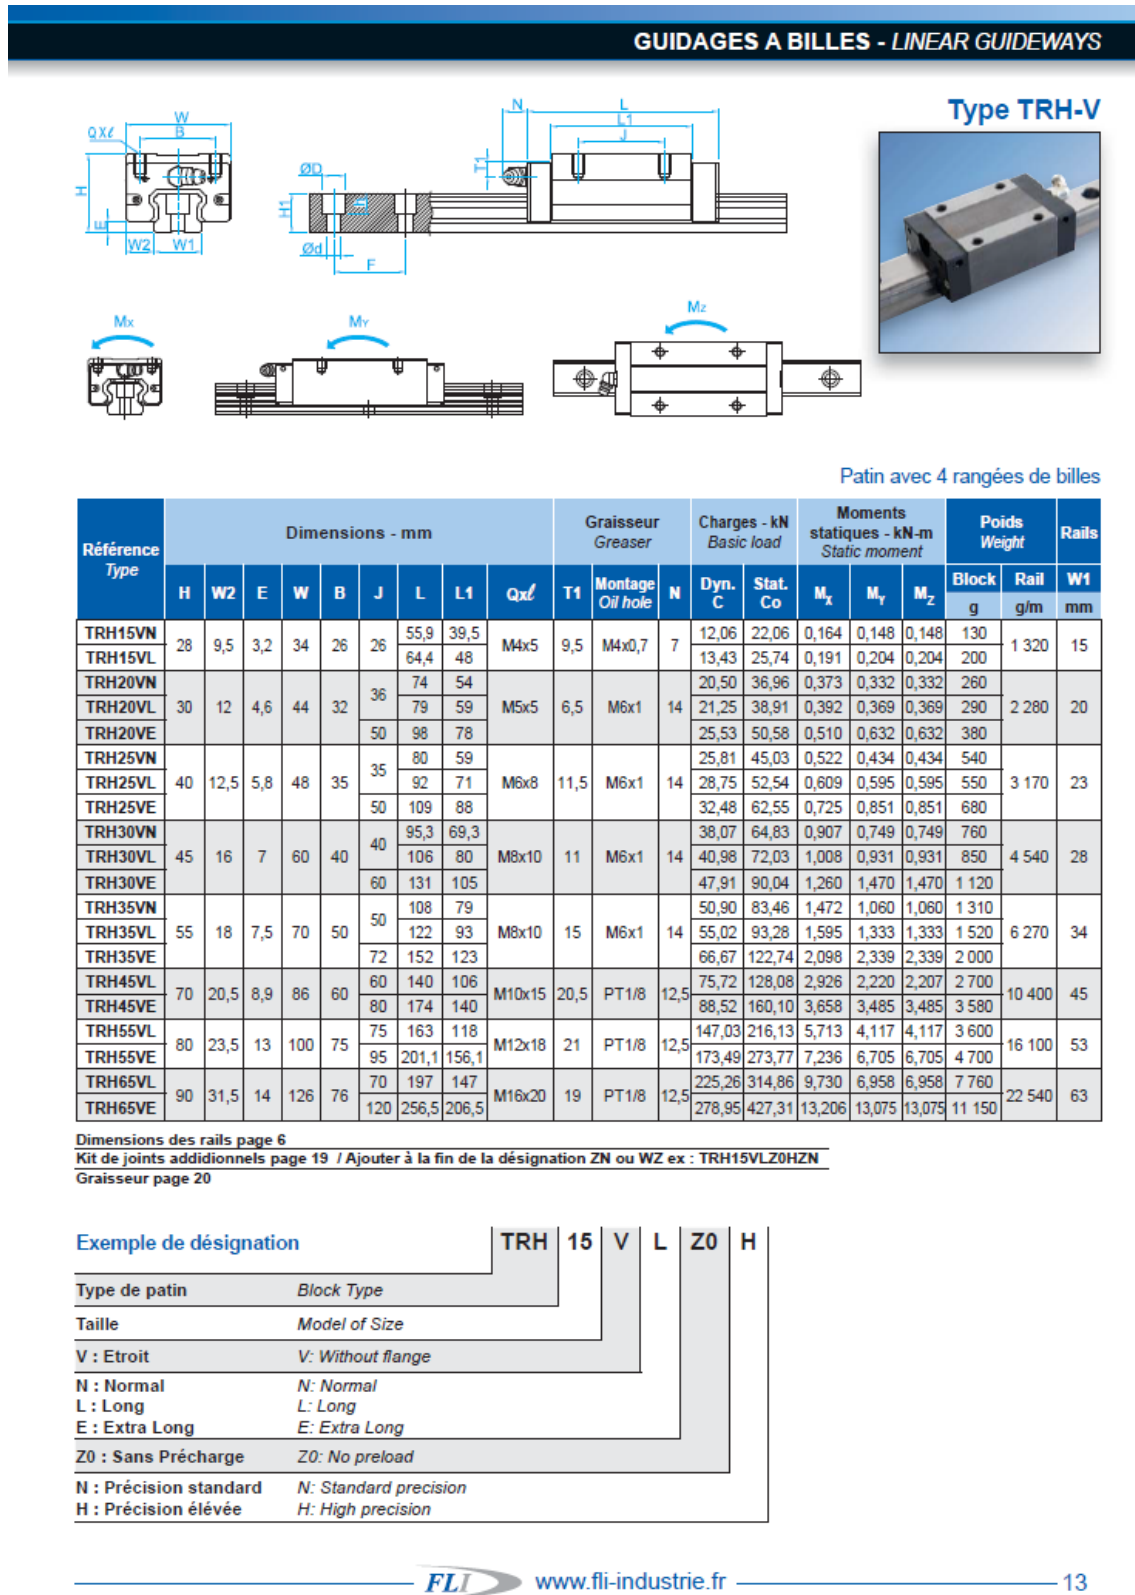 GUIDAGES A BILLES - LINEAR GUIDEWAYS
Type TRH-V
W
B
QXℓ
H
E
W2 W1
N L
L1
J
T1
ØD
H1
Ød
F
Mx MY MZ
Patin avec 4 rangées de billes
Référence Type | Dimensions - mm | Graisseur Greaser | Charges - kN Basic load | Moments statiques - kN-m Static moment | Poids Weight | Rails
H W2 E W B J L L1 Qxℓ T1 Montage Oil hole N Dyn. C Stat. Co MX MY MZ Block g Rail g/m W1 mm
TRH15VN 28 9,5 3,2 34 26 26 55,9 39,5 M4x5 9,5 M4x0,7 7 12,06 22,06 0,164 0,148 0,148 130 1 320 15
TRH15VL 64,4 48 13,43 25,74 0,191 0,204 0,204 200
TRH20VN 30 12 4,6 44 32 36 74 54 M5x5 6,5 M6x1 14 20,50 36,96 0,373 0,332 0,332 260 2 280 20
TRH20VL 79 59 21,25 38,91 0,392 0,369 0,369 290
TRH20VE 50 98 78 25,53 50,58 0,510 0,632 0,632 380
TRH25VN 40 12,5 5,8 48 35 35 80 59 M6x8 11,5 M6x1 14 25,81 45,03 0,522 0,434 0,434 540 3 170 23
TRH25VL 92 71 28,75 52,54 0,609 0,595 0,595 550
TRH25VE 50 109 88 32,48 62,55 0,725 0,851 0,851 680
TRH30VN 45 16 7 60 40 40 95,3 69,3 M8x10 11 M6x1 14 38,07 64,83 0,907 0,749 0,749 760 4 540 28
TRH30VL 106 80 40,98 72,03 1,008 0,931 0,931 850
TRH30VE 60 131 105 47,91 90,04 1,260 1,470 1,470 1 120
TRH35VN 55 18 7,5 70 50 50 108 79 M8x10 15 M6x1 14 50,90 83,46 1,472 1,060 1,060 1 310 6 270 34
TRH35VL 122 93 55,02 93,28 1,595 1,333 1,333 1 520
TRH35VE 72 152 123 66,67 122,74 2,098 2,339 2,339 2 000
TRH45VL 70 20,5 8,9 86 60 60 140 106 M10x15 20,5 PT1/8 12,5 75,72 128,08 2,926 2,220 2,207 2 700 10 400 45
TRH45VE 80 174 140 88,52 160,10 3,658 3,485 3,485 3 580
TRH55VL 80 23,5 13 100 75 75 163 118 M12x18 21 PT1/8 12,5 147,03 216,13 5,713 4,117 4,117 3 600 16 100 53
TRH55VE 95 201,1 156,1 173,49 273,77 7,236 6,705 6,705 4 700
TRH65VL 90 31,5 14 126 76 70 197 147 M16x20 19 PT1/8 12,5 225,26 314,86 9,730 6,958 6,958 7 760 22 540 63
TRH65VE 120 256,5 206,5 278,95 427,31 13,206 13,075 13,075 11 150
Dimensions des rails page 6
Kit de joints addidionnels page 19 / Ajouter à la fin de la désignation ZN ou WZ ex : TRH15VLZ0HZN
Graisseur page 20
Exemple de désignation TRH 15 V L Z0 H
Type de patin Block Type
Taille Model of Size
V : Etroit V: Without flange
N : Normal N: Normal
L : Long L: Long
E : Extra Long E: Extra Long
Z0 : Sans Précharge Z0: No preload
N : Précision standard N: Standard precision
H : Précision élévée H: High precision
FLI www.fli-industrie.fr 13